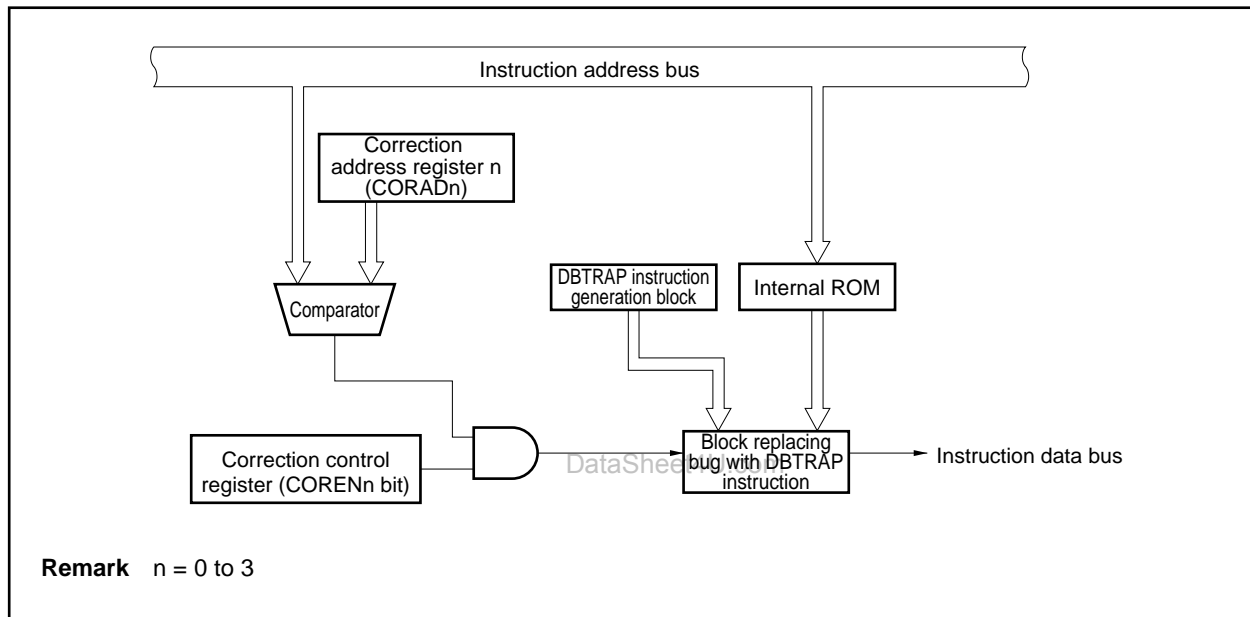 Instruction address bus
Correction
address register n
(CORADn)
Comparator
DBTRAP instruction
generation block
Internal ROM
Correction control
register (CORENn bit)
Block replacing
bug with DBTRAP
instruction
DataSheet4U.com
Instruction data bus
Remark n = 0 to 3